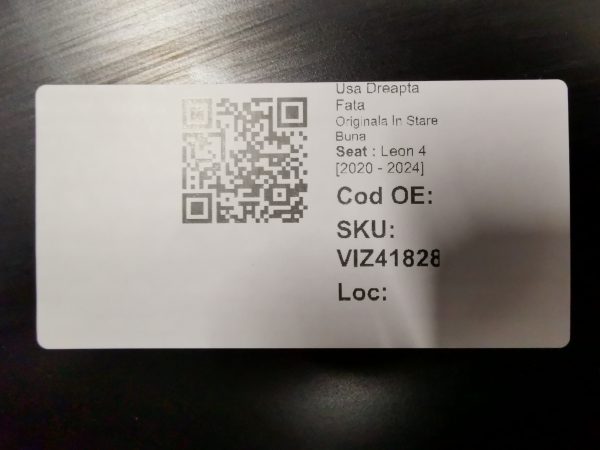 Usa Dreapta
Fata
Originala In Stare
Buna
Seat : Leon 4
[2020 - 2024]
Cod OE:
SKU:
VIZ41828
Loc: